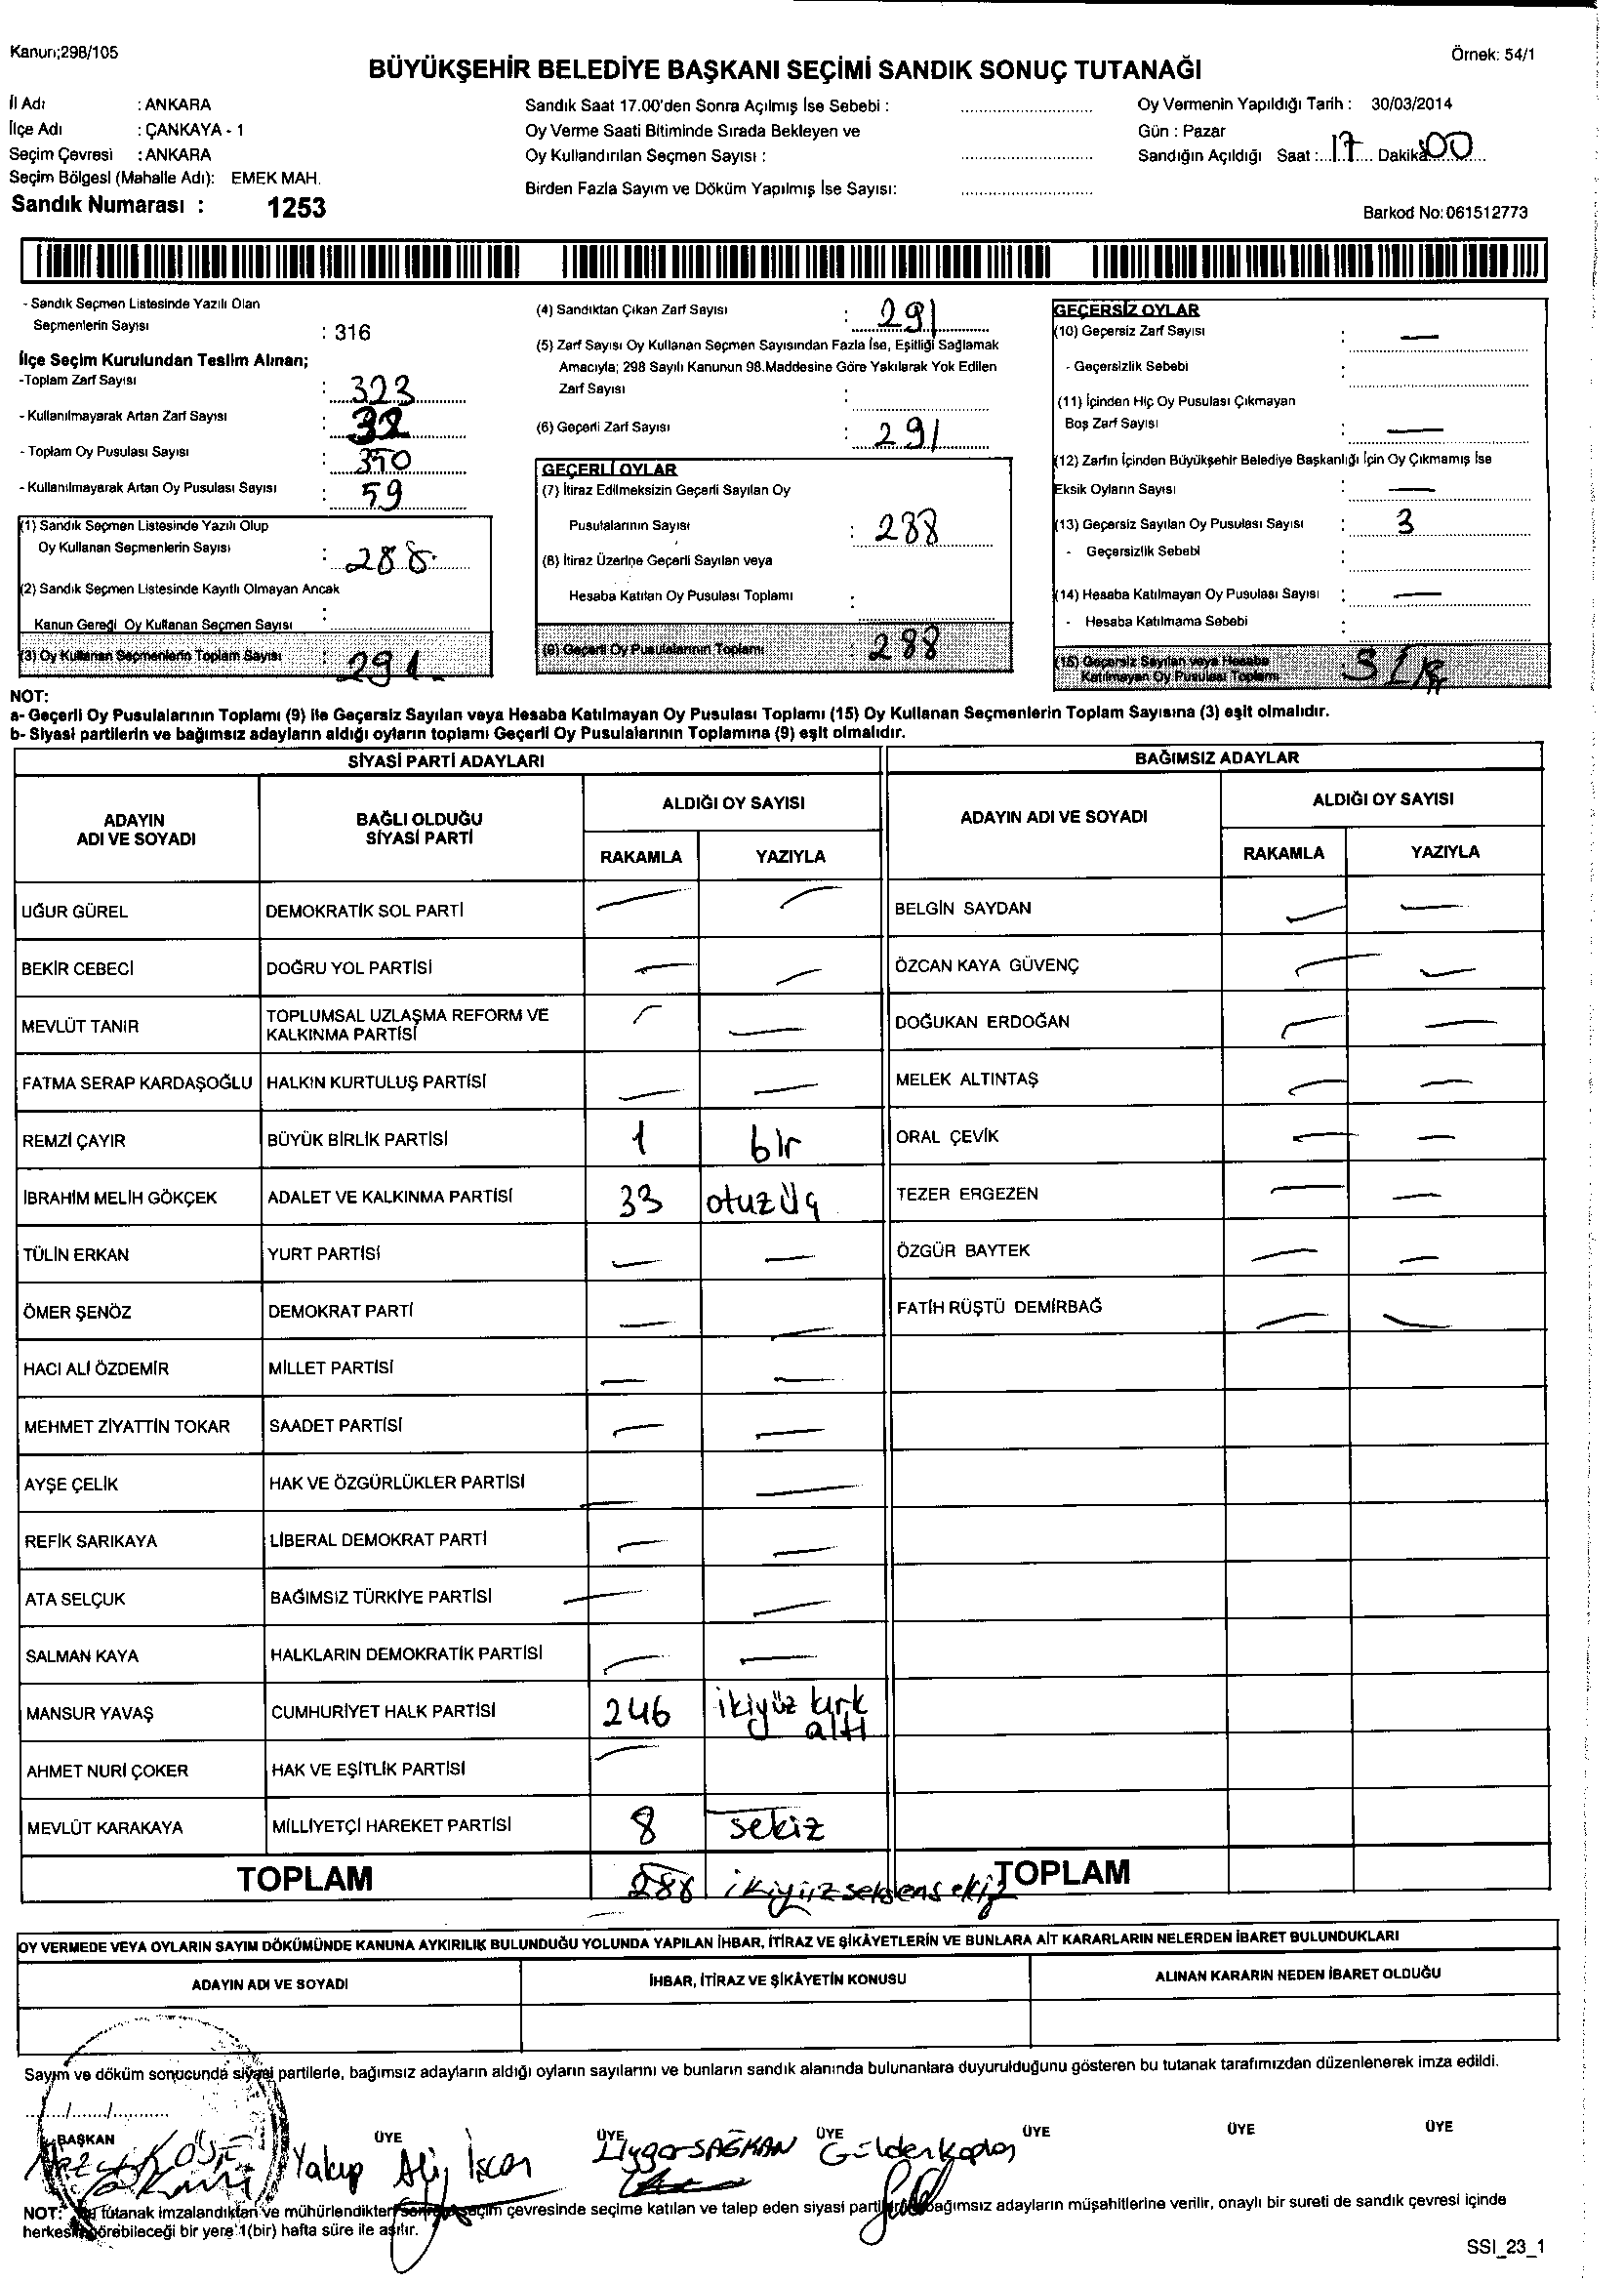 Kanun;298/105
Örnek: 54/1
BÜYÜKŞEHİR BELEDİYE BAŞKANI SEÇİMİ SANDIK SONUÇ TUTANAĞI
İl Adı : ANKARA
İlçe Adı : ÇANKAYA - 1
Seçim Çevresi : ANKARA
Seçim Bölgesi (Mahalle Adı): EMEK MAH.
Sandık Numarası : 1253
Sandık Saat 17.00'den Sonra Açılmış İse Sebebi :
Oy Verme Saati Bitiminde Sırada Bekleyen ve
Oy Kullandırılan Seçmen Sayısı :
Birden Fazla Sayım ve Döküm Yapılmış İse Sayısı:
Oy Vermenin Yapıldığı Tarih : 30/03/2014
Gün : Pazar
Sandığın Açıldığı Saat : 17 Dakika 00
Barkod No: 061512773
- Sandık Seçmen Listesinde Yazılı Olan
Seçmenlerin Sayısı : 316
İlçe Seçim Kurulundan Teslim Alınan;
-Toplam Zarf Sayısı : 323
- Kullanılmayarak Artan Zarf Sayısı : 32
- Toplam Oy Pusulası Sayısı : 350
- Kullanılmayarak Artan Oy Pusulası Sayısı : 59
(1) Sandık Seçmen Listesinde Yazılı Olup
Oy Kullanan Seçmenlerin Sayısı : 288
(2) Sandık Seçmen Listesinde Kayıtlı Olmayan Ancak
Kanun Gereği Oy Kullanan Seçmen Sayısı :
(3) Oy Kullanan Seçmenlerin Toplam Sayısı : 291
(4) Sandıktan Çıkan Zarf Sayısı : 291
(5) Zarf Sayısı Oy Kullanan Seçmen Sayısından Fazla İse, Eşitliği Sağlamak
Amacıyla; 298 Sayılı Kanunun 98.Maddesine Göre Yakılarak Yok Edilen
Zarf Sayısı :
(6) Geçerli Zarf Sayısı : 291
GEÇERLİ OYLAR
(7) İtiraz Edilmeksizin Geçerli Sayılan Oy
Pusulalarının Sayısı : 288
(8) İtiraz Üzerine Geçerli Sayılan veya
Hesaba Katılan Oy Pusulası Toplamı :
(9) Geçerli Oy Pusulalarının Toplamı : 288
GEÇERSİZ OYLAR
(10) Geçersiz Zarf Sayısı : —
- Geçersizlik Sebebi :
(11) İçinden Hiç Oy Pusulası Çıkmayan
Boş Zarf Sayısı : —
(12) Zarfın İçinden Büyükşehir Belediye Başkanlığı İçin Oy Çıkmamış İse
Eksik Oyların Sayısı : —
(13) Geçersiz Sayılan Oy Pusulası Sayısı : 3
- Geçersizlik Sebebi :
(14) Hesaba Katılmayan Oy Pusulası Sayısı : —
- Hesaba Katılmama Sebebi :
(15) Geçersiz Sayılan veya Hesaba
Katılmayan Oy Pusulası Toplamı :
NOT:
a- Geçerli Oy Pusulalarının Toplamı (9) ile Geçersiz Sayılan veya Hesaba Katılmayan Oy Pusulası Toplamı (15) Oy Kullanan Seçmenlerin Toplam Sayısına (3) eşit olmalıdır.
b- Siyasi partilerin ve bağımsız adayların aldığı oyların toplamı Geçerli Oy Pusulalarının Toplamına (9) eşit olmalıdır.
SİYASİ PARTİ ADAYLARI
ADAYIN ADI VE SOYADI
BAĞLI OLDUĞU SİYASİ PARTİ
ALDIĞI OY SAYISI
RAKAMLA YAZIYLA
UĞUR GÜREL DEMOKRATİK SOL PARTİ — —
BEKİR CEBECİ DOĞRU YOL PARTİSİ — —
MEVLÜT TANIR TOPLUMSAL UZLAŞMA REFORM VE KALKINMA PARTİSİ — —
FATMA SERAP KARDAŞOĞLU HALKIN KURTULUŞ PARTİSİ — —
REMZİ ÇAYIR BÜYÜK BİRLİK PARTİSİ 1 bir
İBRAHİM MELİH GÖKÇEK ADALET VE KALKINMA PARTİSİ 33 otuzüç
TÜLİN ERKAN YURT PARTİSİ — —
ÖMER ŞENÖZ DEMOKRAT PARTİ — —
HACI ALİ ÖZDEMİR MİLLET PARTİSİ — —
MEHMET ZİYATTİN TOKAR SAADET PARTİSİ — —
AYŞE ÇELİK HAK VE ÖZGÜRLÜKLER PARTİSİ — —
REFİK SARIKAYA LİBERAL DEMOKRAT PARTİ — —
ATA SELÇUK BAĞIMSIZ TÜRKİYE PARTİSİ — —
SALMAN KAYA HALKLARIN DEMOKRATİK PARTİSİ — —
MANSUR YAVAŞ CUMHURİYET HALK PARTİSİ 246 ikiyüz kırk altı
AHMET NURİ ÇOKER HAK VE EŞİTLİK PARTİSİ — —
MEVLÜT KARAKAYA MİLLİYETÇİ HAREKET PARTİSİ 8 sekiz
TOPLAM 288 ikiyüzseksensekiz
BAĞIMSIZ ADAYLAR
ADAYIN ADI VE SOYADI
ALDIĞI OY SAYISI
RAKAMLA YAZIYLA
BELGİN SAYDAN — —
ÖZCAN KAYA GÜVENÇ — —
DOĞUKAN ERDOĞAN — —
MELEK ALTINTAŞ — —
ORAL ÇEVİK — —
TEZER ERGEZEN — —
ÖZGÜR BAYTEK — —
FATİH RÜŞTÜ DEMİRBAĞ — —
TOPLAM
OY VERMEDE VEYA OYLARIN SAYIM DÖKÜMÜNDE KANUNA AYKIRILIK BULUNDUĞU YOLUNDA YAPILAN İHBAR, İTİRAZ VE ŞİKÂYETLERİN VE BUNLARA AİT KARARLARIN NELERDEN İBARET BULUNDUKLARI
ADAYIN ADI VE SOYADI
İHBAR, İTİRAZ VE ŞİKÂYETİN KONUSU
ALINAN KARARIN NEDEN İBARET OLDUĞU
Sayım ve döküm sonucunda siyasi partilerle, bağımsız adayların aldığı oyların sayılarını ve bunların sandık alanında bulunanlara duyurulduğunu gösteren bu tutanak tarafımızdan düzenlenerek imza edildi.
....../....../...........
BAŞKAN ÜYE ÜYE ÜYE ÜYE ÜYE ÜYE
KÖSE Yakup Ali İscan Uygar SAĞKAN Gülden Kaplan
NOT: Bu tutanak imzalandıktan ve mühürlendikten sonra seçim çevresinde seçime katılan ve talep eden siyasi partilerle bağımsız adayların müşahitlerine verilir, onaylı bir sureti de sandık çevresi içinde
herkesin görebileceği bir yere 1(bir) hafta süre ile asılır.
SSI_23_1